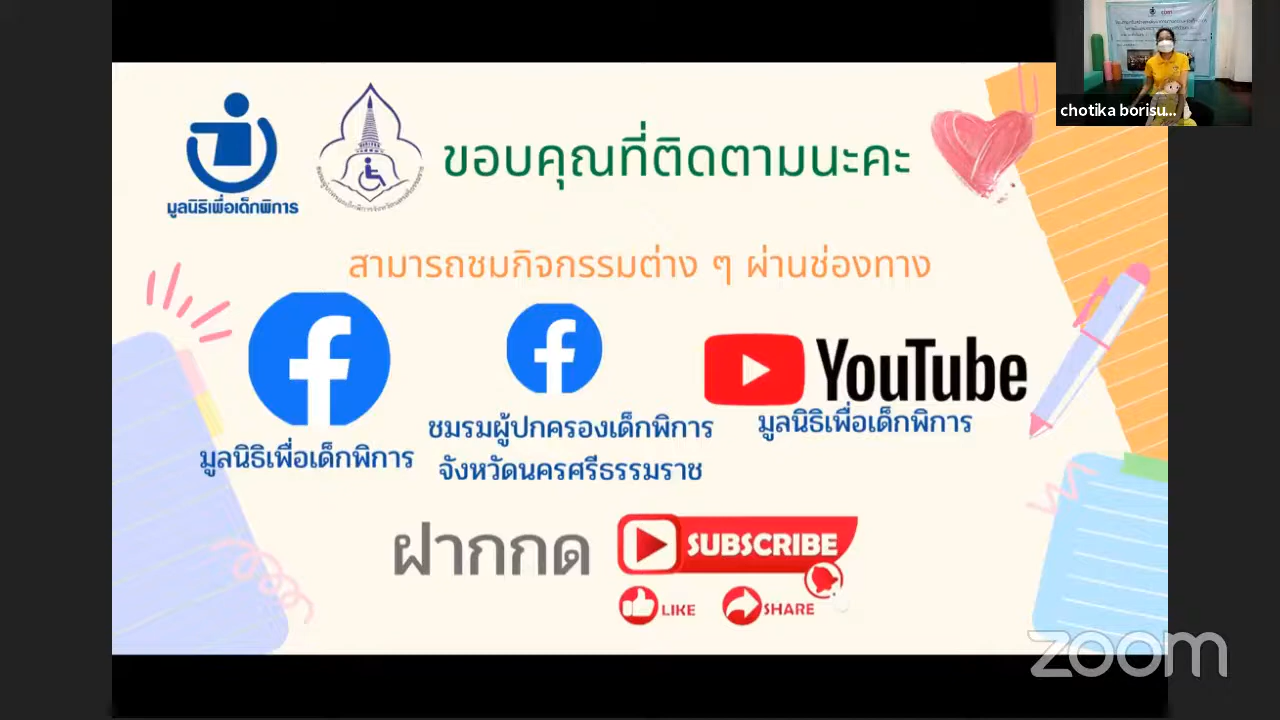 chotika borisu...
มูลนิธิเพื่อเด็กพิการ
ขอบคุณที่ติดตามนะคะ
สามารถชมกิจกรรมต่าง ๆ ผ่านช่องทาง
YouTube
มูลนิธิเพื่อเด็กพิการ
ชมรมผู้ปกครองเด็กพิการ
จังหวัดนครศรีธรรมราช
มูลนิธิเพื่อเด็กพิการ
ฝากกด
SUBSCRIBE
LIKE
SHARE
zoom